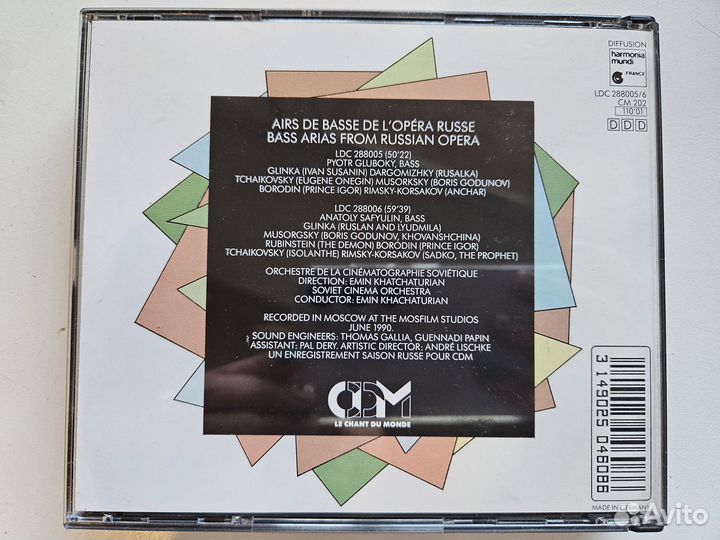 DIFFUSION
harmonia
mundi
FRANCE
LDC 288005/6
CM 202
110'01
DDD
AIRS DE BASSE DE L'OPÉRA RUSSE
BASS ARIAS FROM RUSSIAN OPERA
LDC 288005 (50'22)
PYOTR GLUBOKY, BASS
GLINKA (IVAN SUSANIN) DARGOMIZHKY (RUSALKA)
TCHAIKOVSKY (EUGENE ONEGIN) MUSORKSKY (BORIS GODUNOV)
BORODIN (PRINCE IGOR) RIMSKY-KORSAKOV (ANCHAR)
LDC 288006 (59'39)
ANATOLY SAFYULIN, BASS
GLINKA (RUSLAN AND LYUDMILA)
MUSORGSKY (BORIS GODUNOV, KHOVANSHCHINA)
RUBINSTEIN (THE DEMON) BORODIN (PRINCE IGOR)
TCHAIKOVSKY (ISOLANTHE) RIMSKY-KORSAKOV (SADKO, THE PROPHET)
ORCHESTRE DE LA CINÉMATOGRAPHIE SOVIÉTIQUE
DIRECTION: EMIN KHATCHATURIAN
SOVIET CINEMA ORCHESTRA
CONDUCTOR: EMIN KHACHATURIAN
RECORDED IN MOSCOW AT THE MOSFILM STUDIOS
JUNE 1990.
SOUND ENGINEERS: THOMAS GALLIA, GUENNADI PAPIN
ASSISTANT: PAL DERY. ARTISTIC DIRECTOR: ANDRÉ LISCHKE
UN ENREGISTREMENT SAISON RUSSE POUR CDM
CDM
LE CHANT DU MONDE
3 149025 046086
MADE IN GERMANY
Avito